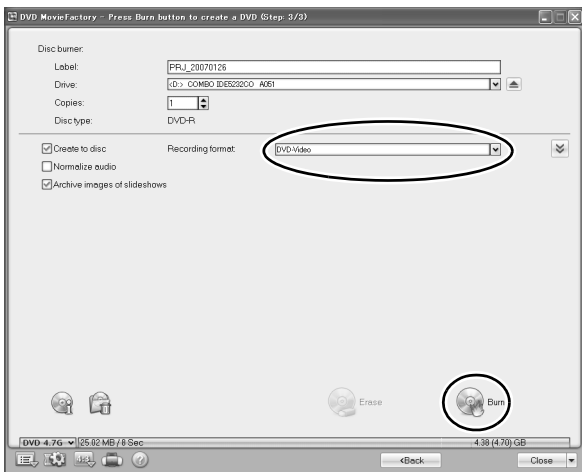 DVD MovieFactory - Press Burn button to create a DVD (Step: 3/3)
Disc burner:
Label: PRJ_20070126
Drive: <D:> COMBO IDE5232CO A051
Copies: 1
Disc type: DVD-R
Create to disc Recording format: DVD-Video
Normalize audio
Archive images of slideshows
Erase Burn
DVD 4.7G 25.02 MB / 8 Sec 4.38 (4.70) GB
<Back Close